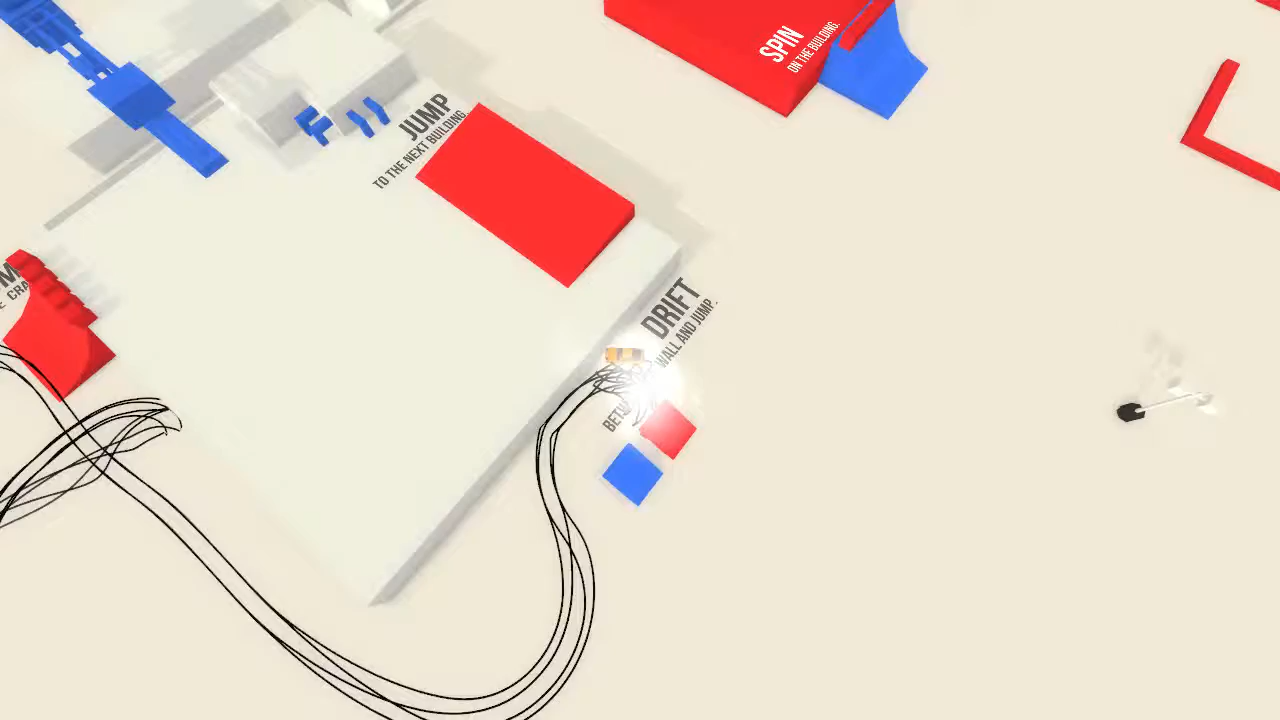 SPIN
ON THE BUILDING.
JUMP
TO THE NEXT BUILDING.
DRIFT
WALL AND JUMP.